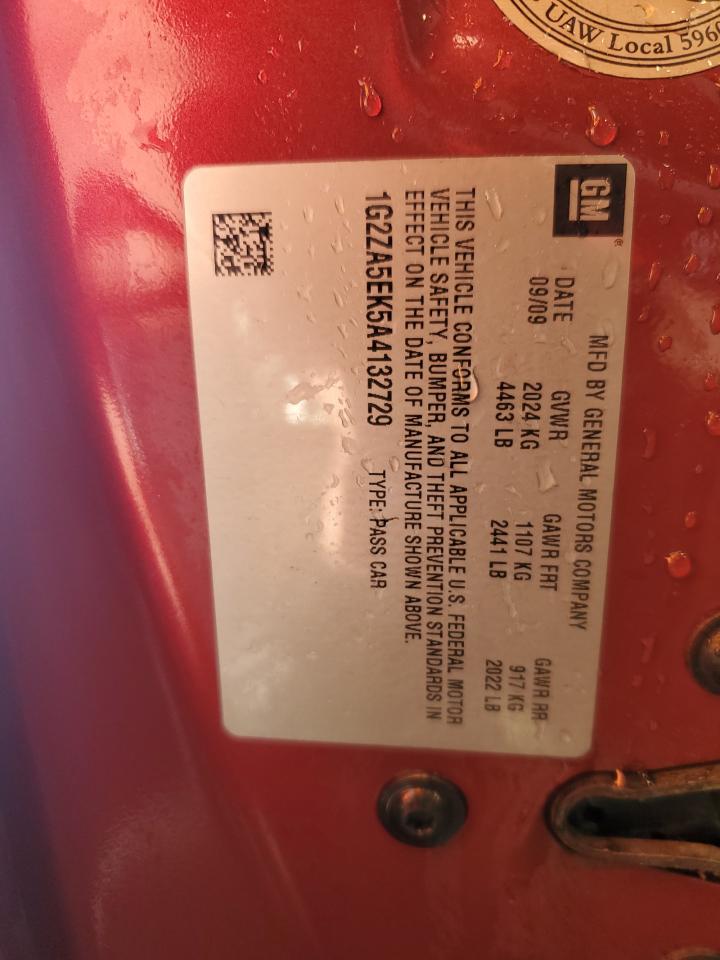 UAW Local 596
GM
®
MFD BY GENERAL MOTORS COMPANY
DATE GVWR GAWR FRT GAWR RR
09/09 2024 KG 1107 KG 917 KG
4463 LB 2441 LB 2022 LB
THIS VEHICLE CONFORMS TO ALL APPLICABLE U.S. FEDERAL MOTOR
VEHICLE SAFETY, BUMPER, AND THEFT PREVENTION STANDARDS IN
EFFECT ON THE DATE OF MANUFACTURE SHOWN ABOVE.
1G2ZA5EK5A4132729 TYPE: PASS CAR